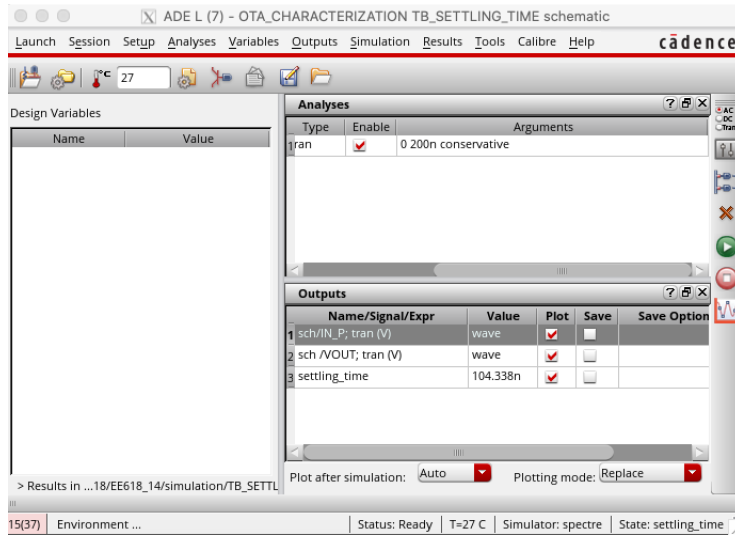 ADE L (7) - OTA_CHARACTERIZATION TB_SETTLING_TIME schematic
Launch Session Setup Analyses Variables Outputs Simulation Results Tools Calibre Help cādence
°C 27
Design Variables
Name Value
Analyses
Type Enable Arguments
1 ran 0 200n conservative
Outputs
Name/Signal/Expr Value Plot Save Save Option
1 sch/IN_P; tran (V) wave
2 sch /VOUT; tran (V) wave
3 settling_time 104.338n
Plot after simulation: Auto Plotting mode: Replace
> Results in ...18/EE618_14/simulation/TB_SETTL
AC
DC
Tran
15(37) Environment ... Status: Ready T=27 C Simulator: spectre State: settling_time